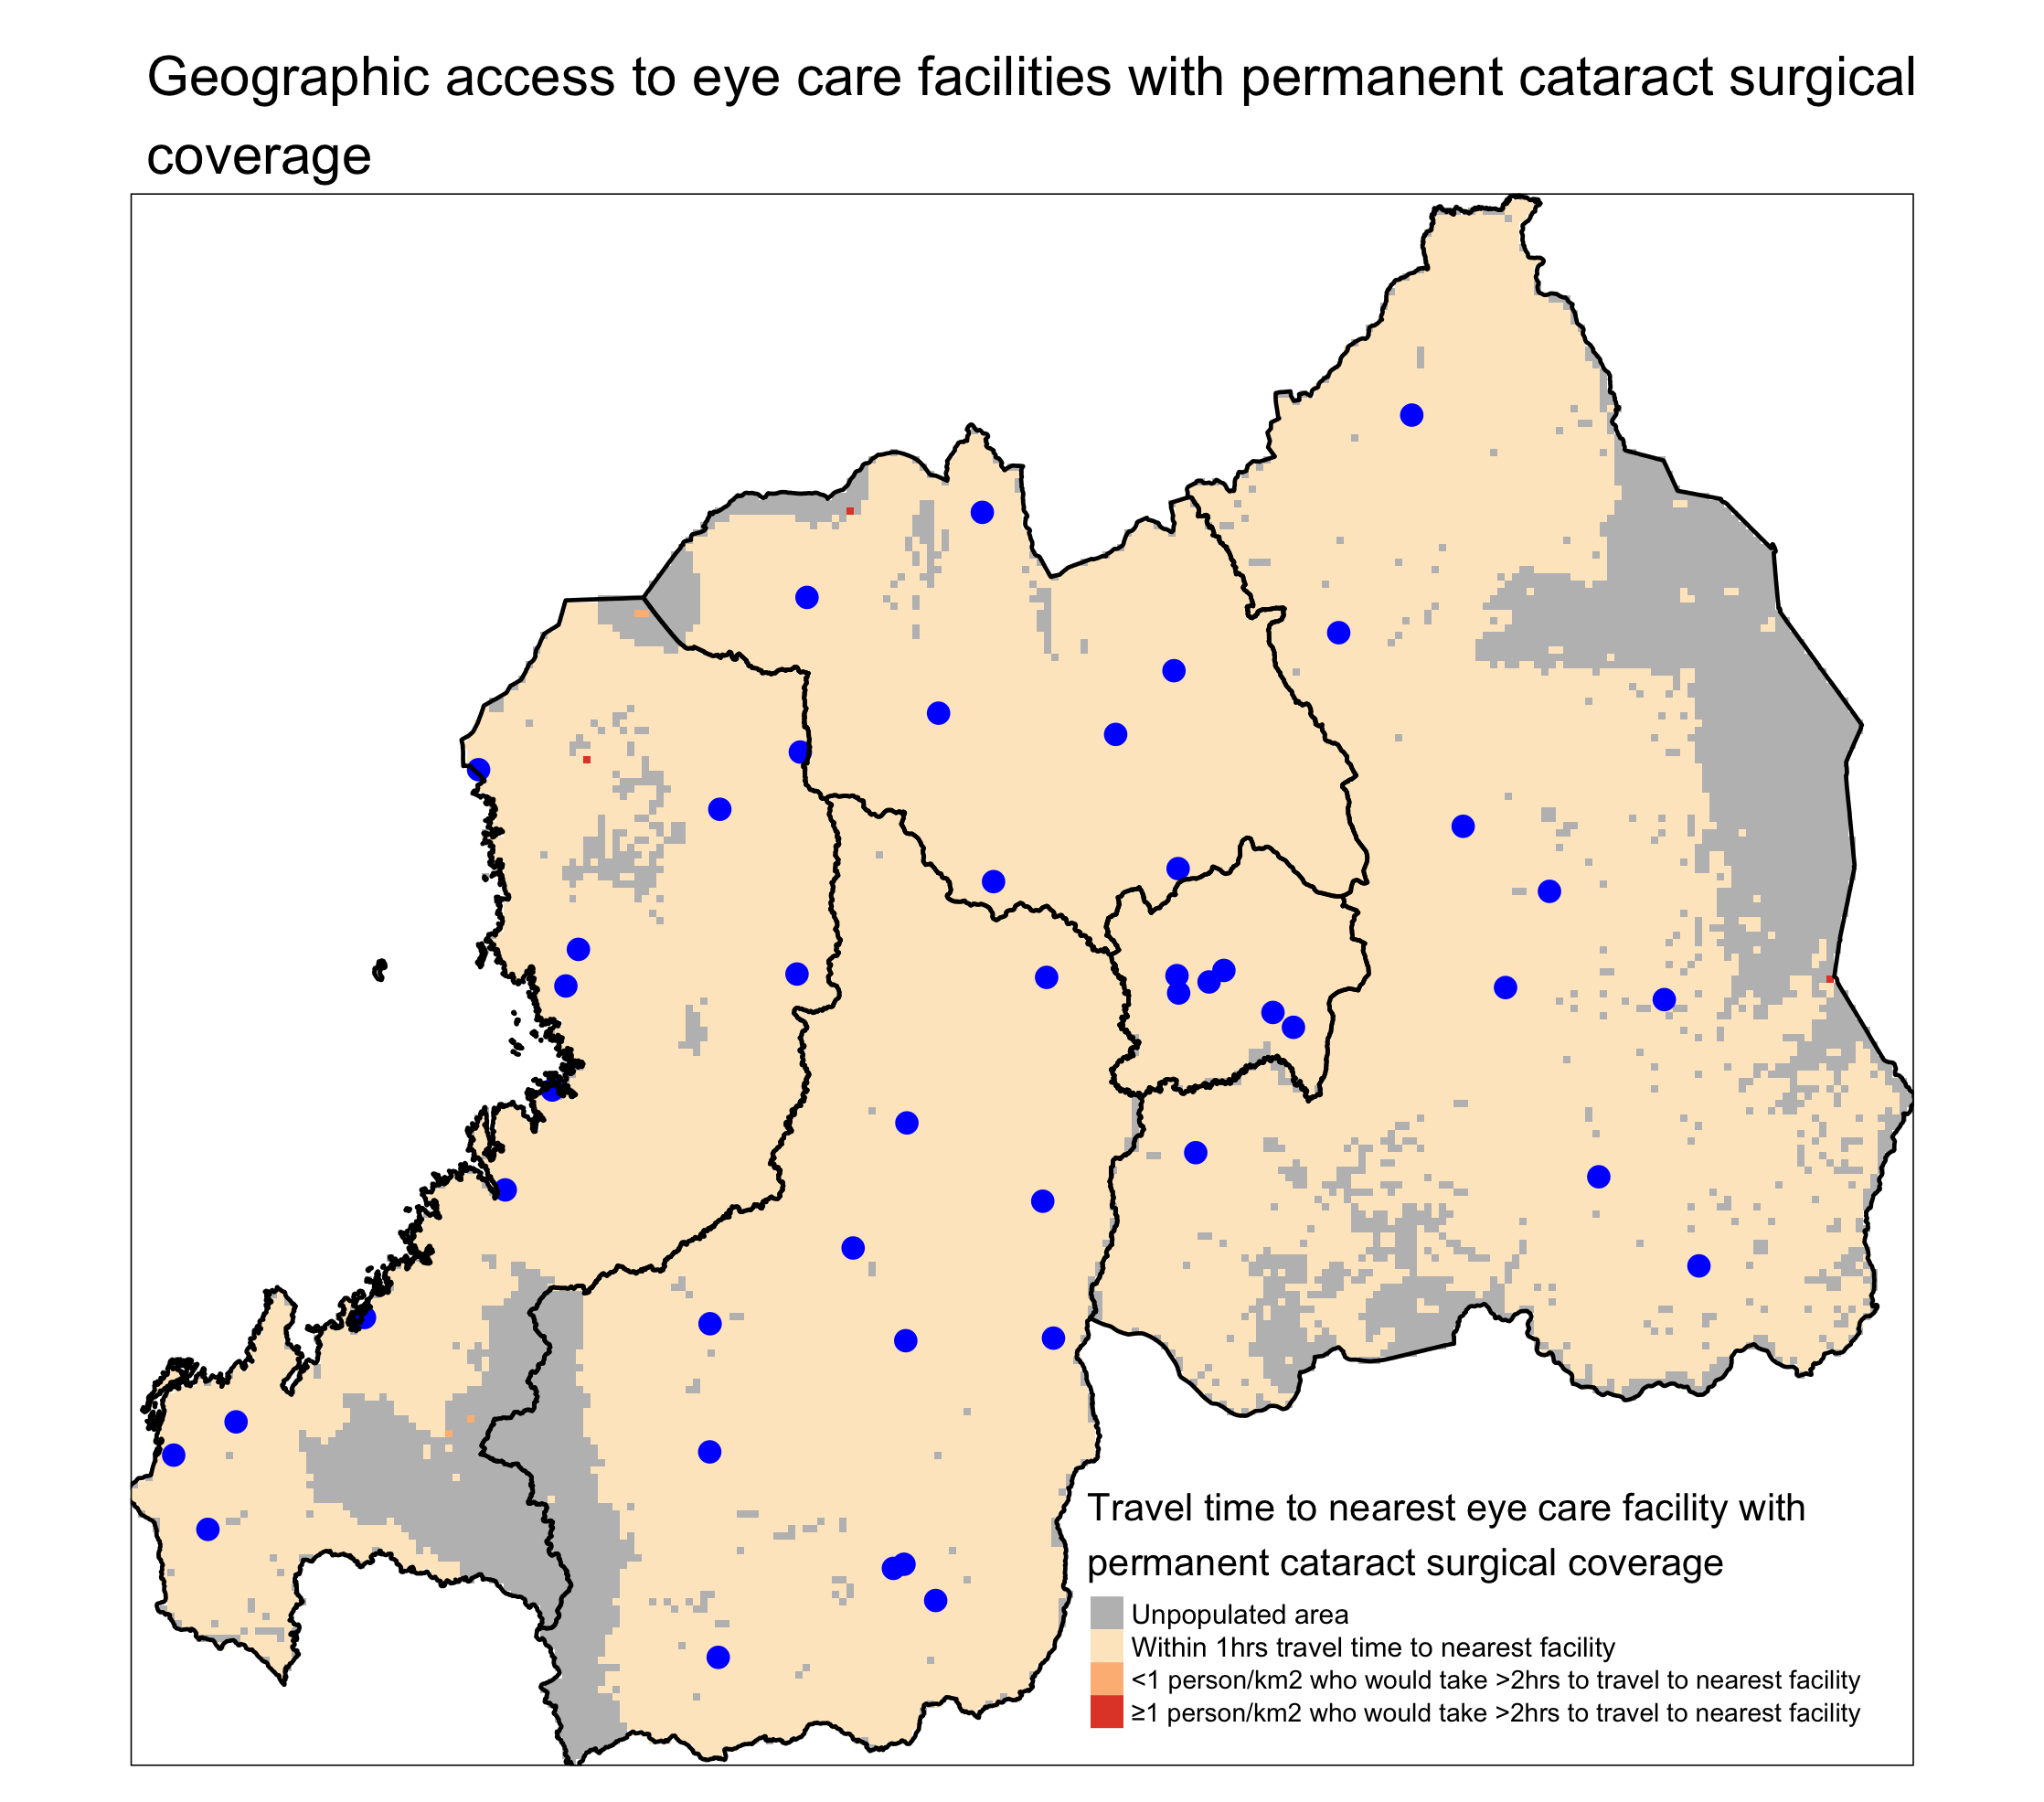 Geographic access to eye care facilities with permanent cataract surgical
coverage
Travel time to nearest eye care facility with
permanent cataract surgical coverage
Unpopulated area
Within 1hrs travel time to nearest facility
<1 person/km2 who would take >2hrs to travel to nearest facility
≥1 person/km2 who would take >2hrs to travel to nearest facility